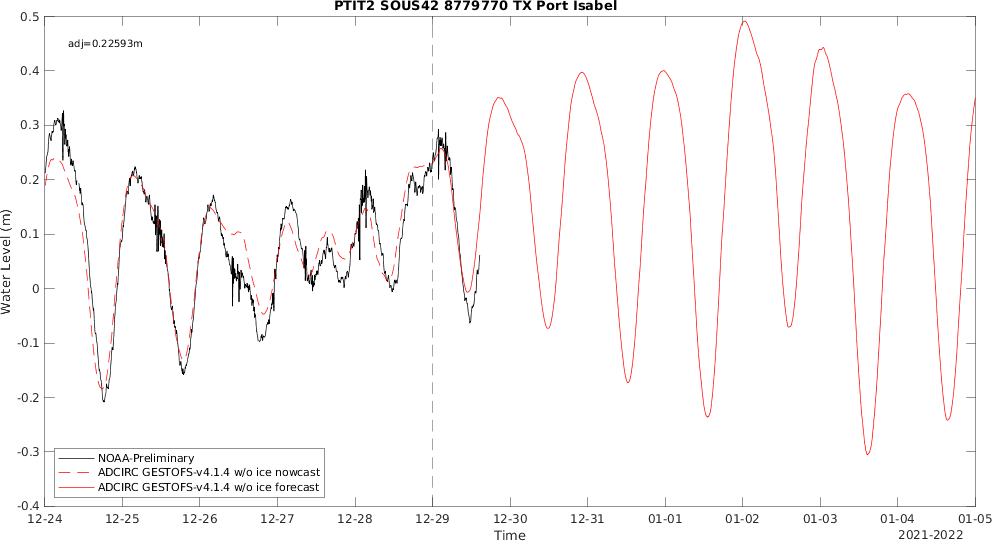 PTIT2 SOUS42 8779770 TX Port Isabel
adj=0.22593m
0.5
0.4
0.3
0.2
0.1
0
-0.1
-0.2
-0.3
-0.4
Water Level (m)
NOAA-Preliminary
ADCIRC GESTOFS-v4.1.4 w/o ice nowcast
ADCIRC GESTOFS-v4.1.4 w/o ice forecast
12-24 12-25 12-26 12-27 12-28 12-29 12-30 12-31 01-01 01-02 01-03 01-04 01-05
Time
2021-2022